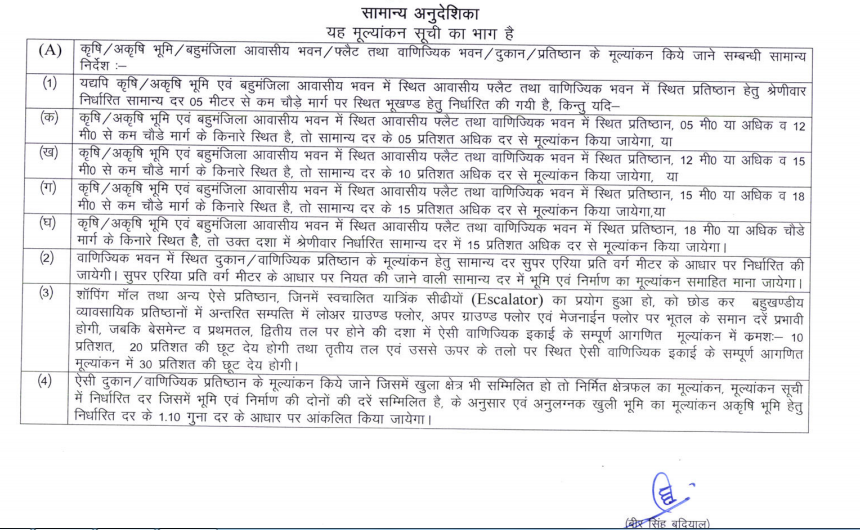 सामान्य अनुदेशिका
यह मूल्यांकन सूची का भाग है
(A) कृषि/अकृषि भूमि/बहुमंजिला आवासीय भवन/फ्लैट तथा वाणिज्यिक भवन/दुकान/प्रतिष्ठान के मूल्यांकन किये जाने सम्बन्धी सामान्य
निर्देश :–
(1) यद्यपि कृषि/अकृषि भूमि एवं बहुमंजिला आवासीय भवन में स्थित आवासीय फ्लैट तथा वाणिज्यिक भवन में स्थित प्रतिष्ठान हेतु श्रेणीवार
निर्धारित सामान्य दर 05 मीटर से कम चौड़े मार्ग पर स्थित भूखण्ड हेतु निर्धारित की गयी है, किन्तु यदि–
(क) कृषि/अकृषि भूमि एवं बहुमंजिला आवासीय भवन में स्थित आवासीय फ्लैट तथा वाणिज्यिक भवन में स्थित प्रतिष्ठान, 05 मी0 या अधिक व 12
मी0 से कम चौडे मार्ग के किनारे स्थित है, तो सामान्य दर के 05 प्रतिशत अधिक दर से मूल्यांकन किया जायेगा, या
(ख) कृषि/अकृषि भूमि एवं बहुमंजिला आवासीय भवन में स्थित आवासीय फ्लैट तथा वाणिज्यिक भवन में स्थित प्रतिष्ठान, 12 मी0 या अधिक व 15
मी0 से कम चौड़े मार्ग के किनारे स्थित है, तो सामान्य दर के 10 प्रतिशत अधिक दर से मूल्यांकन किया जायेगा, या
(ग) कृषि/अकृषि भूमि एवं बहुमंजिला आवासीय भवन में स्थित आवासीय फ्लैट तथा वाणिज्यिक भवन में स्थित प्रतिष्ठान, 15 मी0 या अधिक व 18
मी0 से कम चौड़े मार्ग के किनारे स्थित है, तो सामान्य दर के 15 प्रतिशत अधिक दर से मूल्यांकन किया जायेगा,या
(घ) कृषि/अकृषि भूमि एवं बहुमंजिला आवासीय भवन में स्थित आवासीय फ्लैट तथा वाणिज्यिक भवन में स्थित प्रतिष्ठान, 18 मी0 या अधिक चौडे
मार्ग के किनारे स्थित है, तो उक्त दशा में श्रेणीवार निर्धारित सामान्य दर में 15 प्रतिशत अधिक दर से मूल्यांकन किया जायेगा।
(2) वाणिज्यिक भवन में स्थित दुकान/वाणिज्यिक प्रतिष्ठान के मूल्यांकन हेतु सामान्य दर सुपर एरिया प्रति वर्ग मीटर के आधार पर निर्धारित की
जायेगी। सुपर एरिया प्रति वर्ग मीटर के आधार पर नियत की जाने वाली सामान्य दर में भूमि एवं निर्माण का मूल्यांकन समाहित माना जायेगा।
(3) शॉपिंग मॉल तथा अन्य ऐसे प्रतिष्ठान, जिनमें स्वचालित यात्रिंक सीढीयों (Escalator) का प्रयोग हुआ हो, को छोड कर बहुखण्डीय
व्यावसायिक प्रतिष्ठानों में अन्तरित सम्पत्ति में लोअर ग्राउण्ड फ्लोर, अपर ग्राउण्ड फ्लोर एवं मेजनाईन फ्लोर पर भूतल के समान दरें प्रभावी
होगी, जबकि बेसमेन्ट व प्रथमतल, द्वितीय तल पर होने की दशा में ऐसी वाणिज्यिक इकाई के सम्पूर्ण आगणित मूल्यांकन में कमशः– 10
प्रतिशत, 20 प्रतिशत की छूट देय होगी तथा तृतीय तल एवं उससे ऊपर के तलो पर स्थित ऐसी वाणिज्यिक इकाई के सम्पूर्ण आगणित
मूल्यांकन में 30 प्रतिशत की छूट देय होगी।
(4) ऐसी दुकान/वाणिज्यिक प्रतिष्ठान के मूल्यांकन किये जाने जिसमें खुला क्षेत्र भी सम्मिलित हो तो निर्मित क्षेत्रफल का मूल्यांकन, मूल्यांकन सूची
में निर्धारित दर जिसमें भूमि एवं निर्माण की दोनों की दरें सम्मिलित है, के अनुसार एवं अनुलग्नक खुली भूमि का मूल्यांकन अकृषि भूमि हेतु
निर्धारित दर के 1.10 गुना दर के आधार पर आंकलित किया जायेगा।
(बीर सिंह बुदियाल)